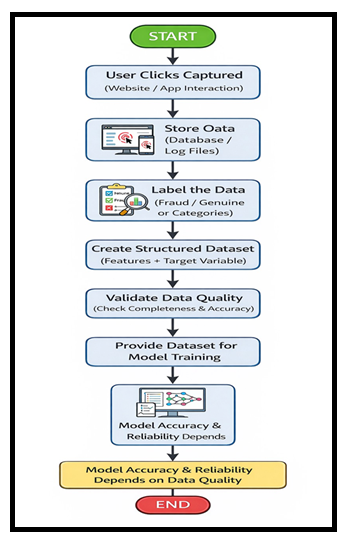 START
User Clicks Captured
(Website / App Interaction)
Store Oata
(Database /
Log Files)
Label the Data
(Fraud / Genuine
or Categories)
Create Structured Dataset
(Features + Target Variable)
Validate Data Quality
(Check Completeness & Accuracy)
Provide Dataset for
Model Training
Model Accuracy &
Reliability Depends
Model Accuracy & Reliability
Depends on Data Quality
END